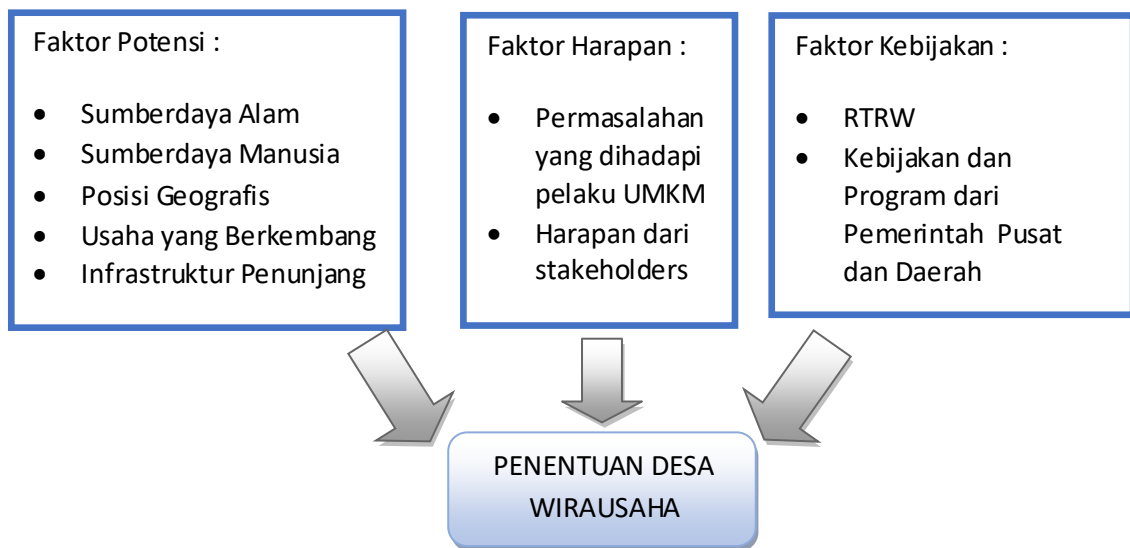 Faktor Potensi :
• Sumberdaya Alam
• Sumberdaya Manusia
• Posisi Geografis
• Usaha yang Berkembang
• Infrastruktur Penunjang
Faktor Harapan :
• Permasalahan
yang dihadapi
pelaku UMKM
• Harapan dari
stakeholders
Faktor Kebijakan :
• RTRW
• Kebijakan dan
Program dari
Pemerintah Pusat
dan Daerah
PENENTUAN DESA
WIRAUSAHA